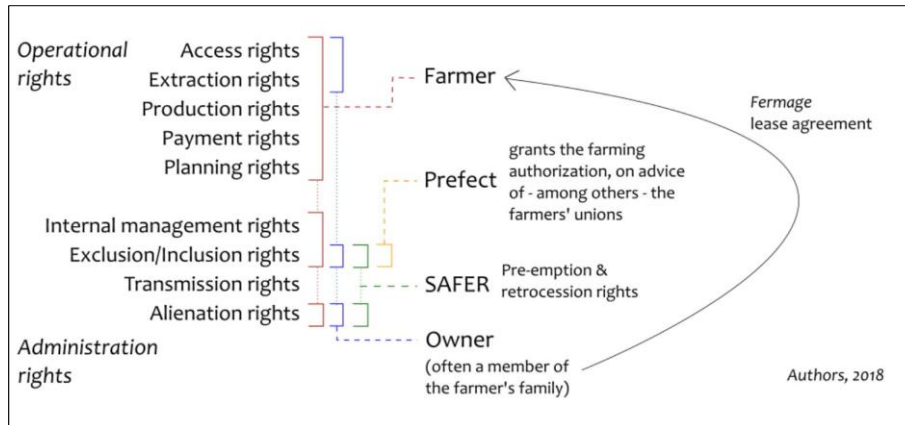 Operational
rights
Access rights
Extraction rights
Production rights
Payment rights
Planning rights
Internal management rights
Exclusion/Inclusion rights
Transmission rights
Alienation rights
Administration
rights
Farmer
Prefect
grants the farming
authorization, on advice
of - among others - the
farmers' unions
SAFER
Pre-emption &
retrocession rights
Owner
(often a member of
the farmer's family)
Fermage
lease agreement
Authors, 2018